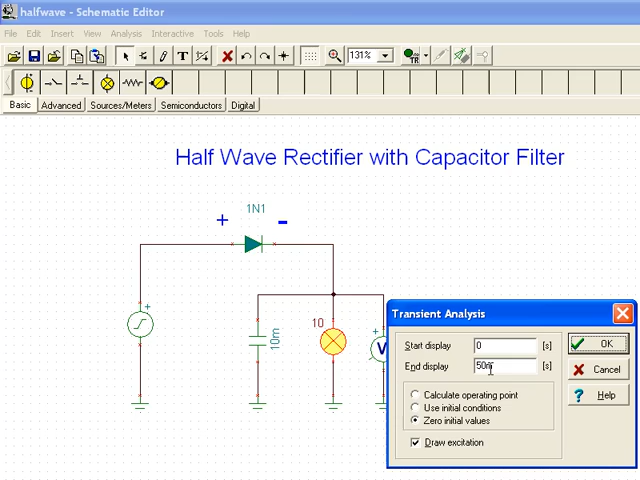 halfwave - Schematic Editor
File Edit Insert View Analysis Interactive Tools Help
T 131% TR
Basic Advanced Sources/Meters Semiconductors Digital
Half Wave Rectifier with Capacitor Filter
1N1
+ -
+
10m
10
+
V
Transient Analysis
Start display 0 [s] OK
End display 50m [s] Cancel
? Help
Calculate operating point
Use initial conditions
Zero initial values
Draw excitation